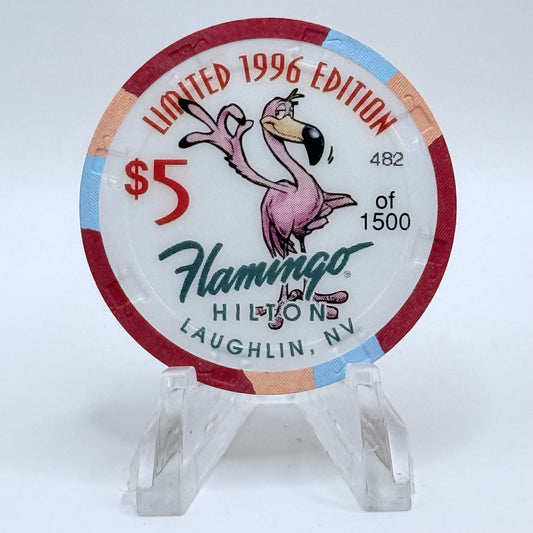 LIMITED 1996 EDITION
$5
482
of
1500
Flamingo®
HILTON
LAUGHLIN, NV